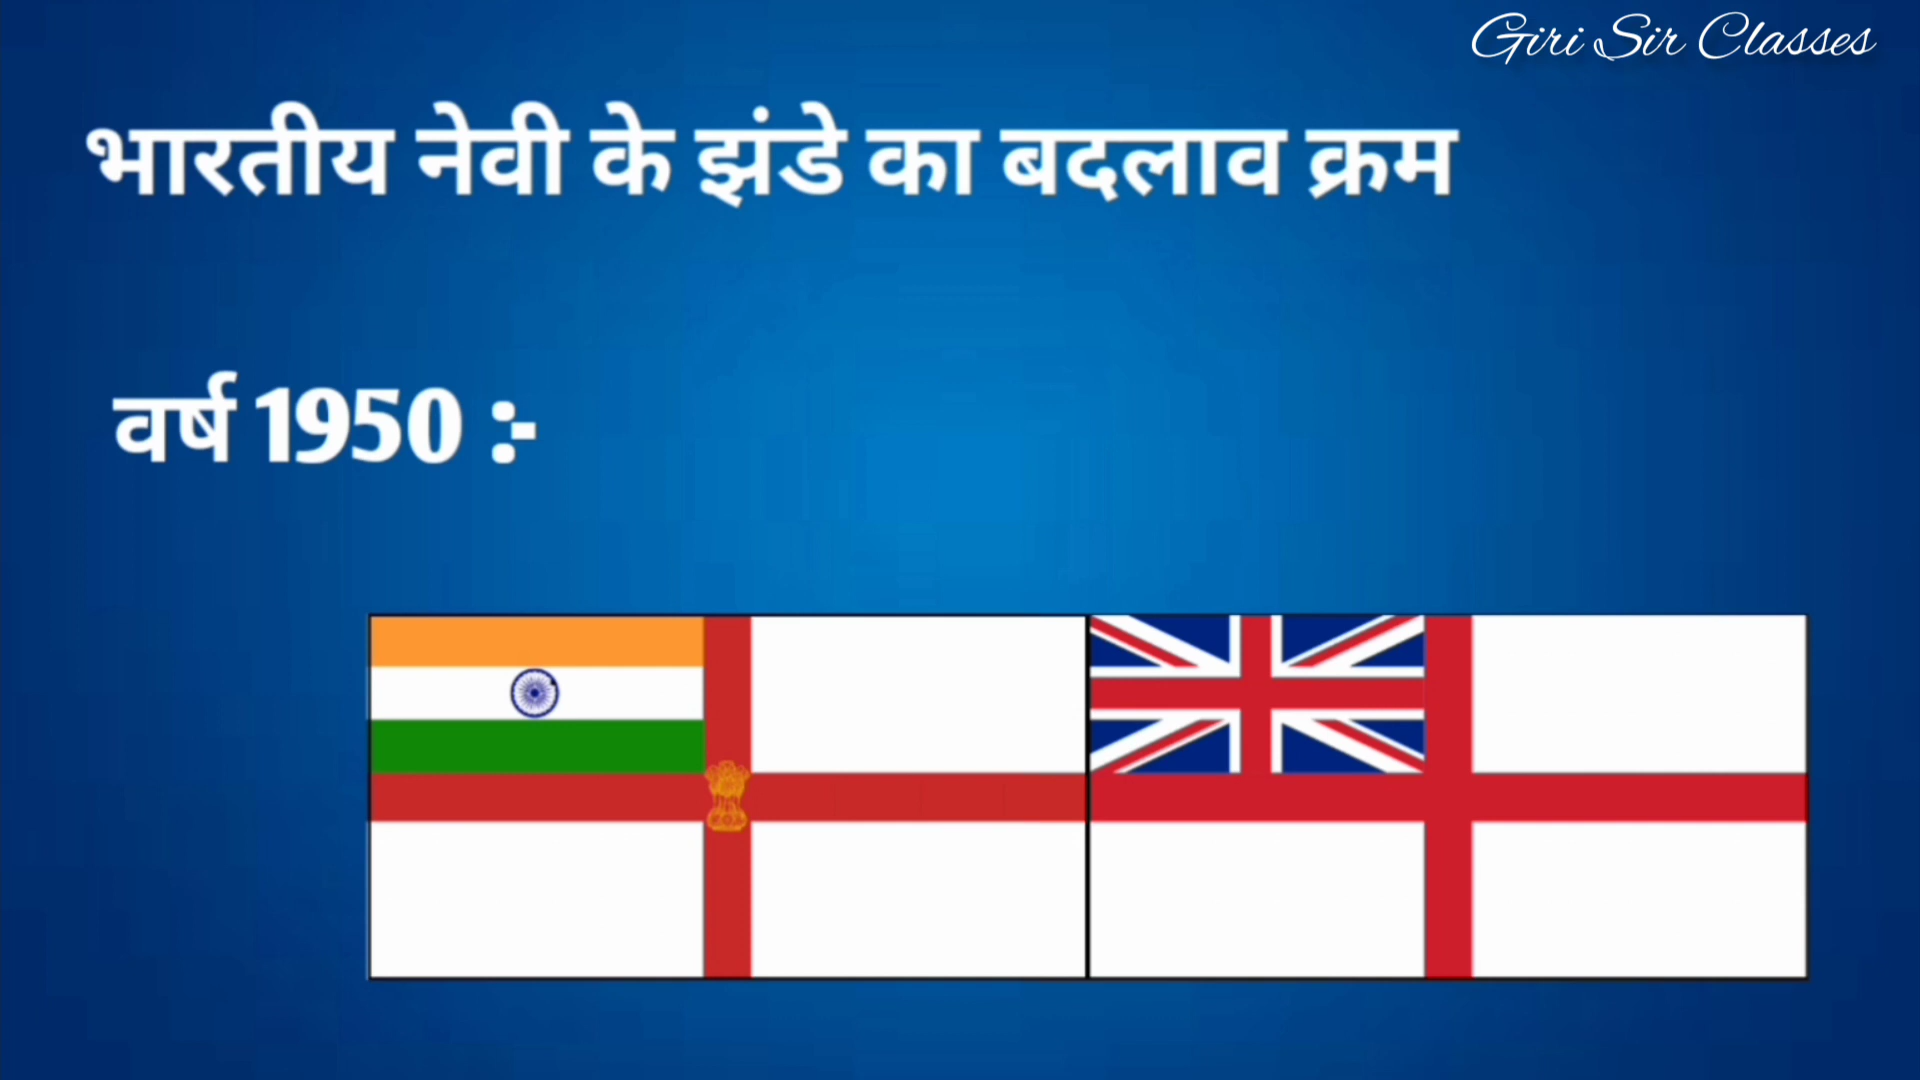 Giri Sir Classes
भारतीय नेवी के झंडे का बदलाव क्रम
वर्ष 1950 :-